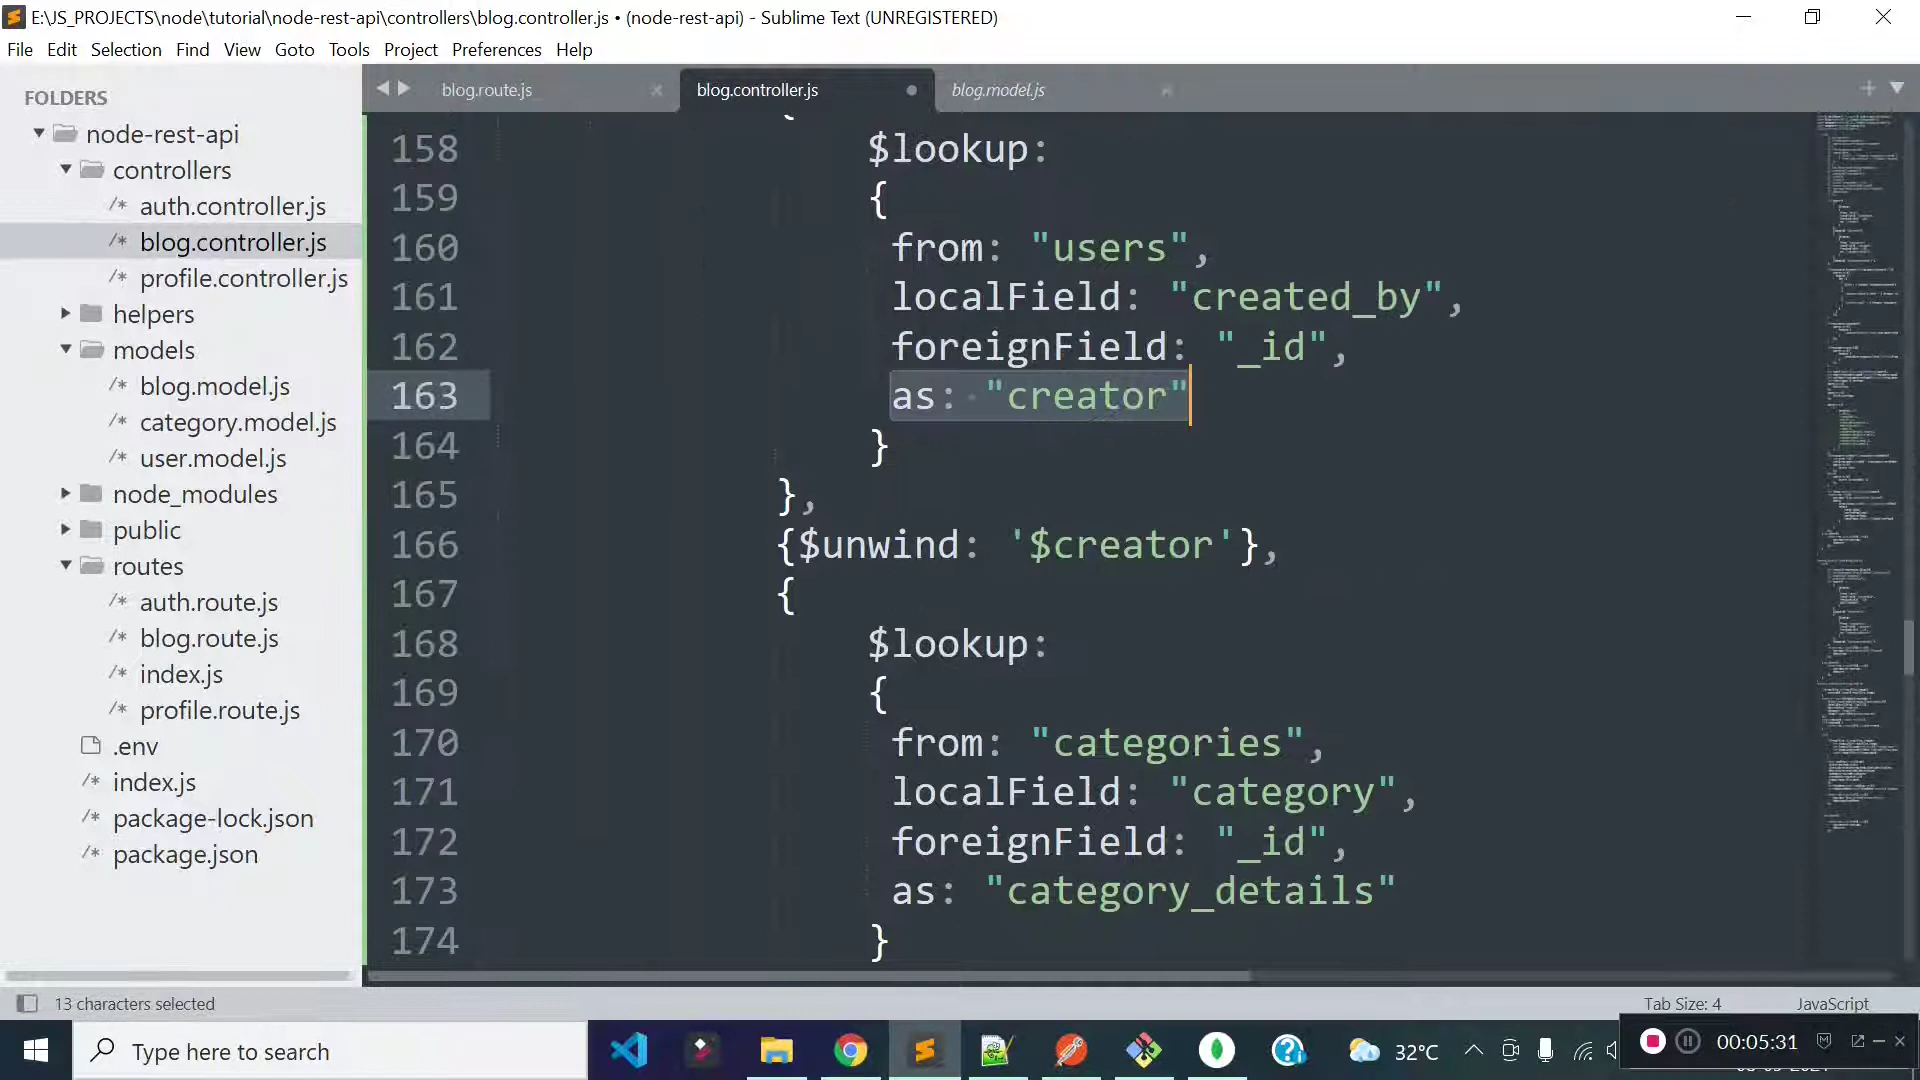 E:\JS_PROJECTS\node\tutorial\node-rest-api\controllers\blog.controller.js • (node-rest-api) - Sublime Text (UNREGISTERED)
File Edit Selection Find View Goto Tools Project Preferences Help
FOLDERS
node-rest-api
controllers
/* auth.controller.js
/* blog.controller.js
/* profile.controller.js
helpers
models
/* blog.model.js
/* category.model.js
/* user.model.js
node_modules
public
routes
/* auth.route.js
/* blog.route.js
/* index.js
/* profile.route.js
.env
/* index.js
/* package-lock.json
/* package.json
blog.route.js blog.controller.js blog.model.js
158 $lookup:
159 {
160 from: "users",
161 localField: "created_by",
162 foreignField: "_id",
163 as: "creator"
164 }
165 },
166 {$unwind: '$creator'},
167 {
168 $lookup:
169 {
170 from: "categories",
171 localField: "category",
172 foreignField: "_id",
173 as: "category_details"
174 }
13 characters selected
Tab Size: 4 JavaScript
Type here to search
32°C
00:05:31